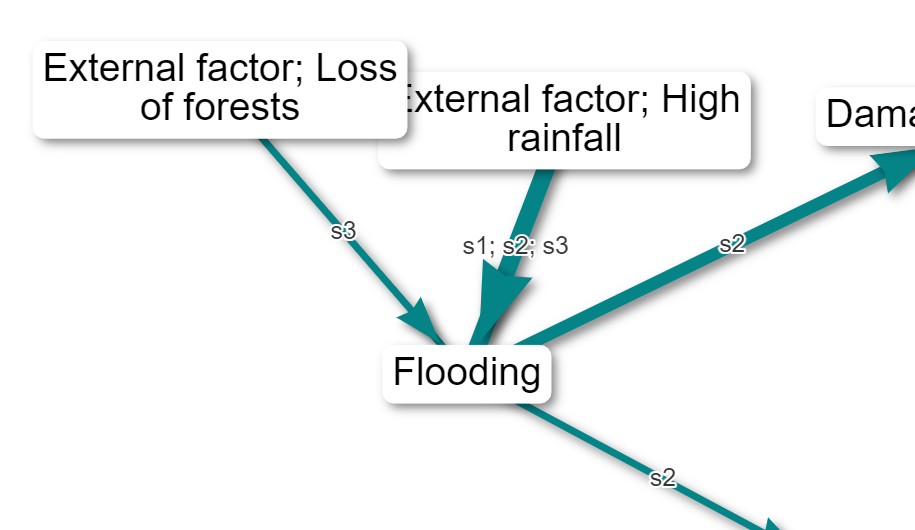 External factor; Loss
of forests
External factor; High
rainfall
s3
s1; s2; s3
s2
Flooding
s2